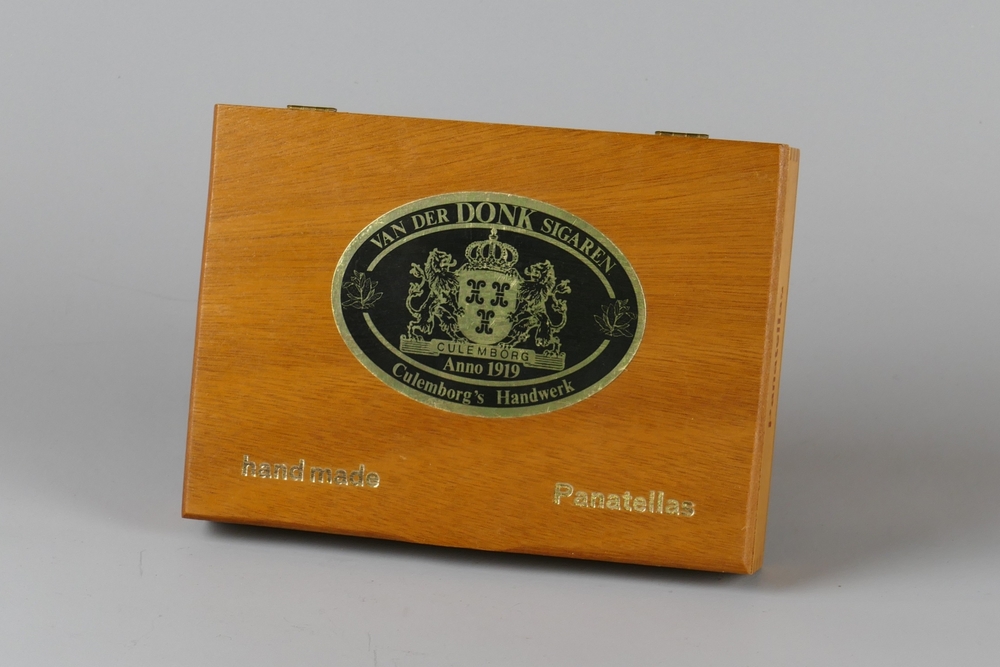 VAN DER DONK SIGAREN
CULEMBORG
Anno 1919
Culemborg's Handwerk
hand made
Panatellas